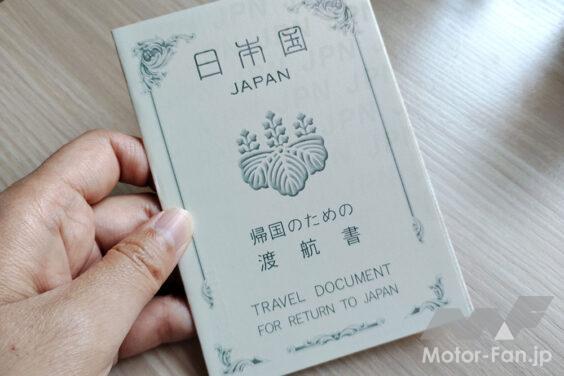 日本国
JAPAN
帰国のための
渡航書
TRAVEL DOCUMENT
FOR RETURN TO JAPAN
Motor-Fan.jp